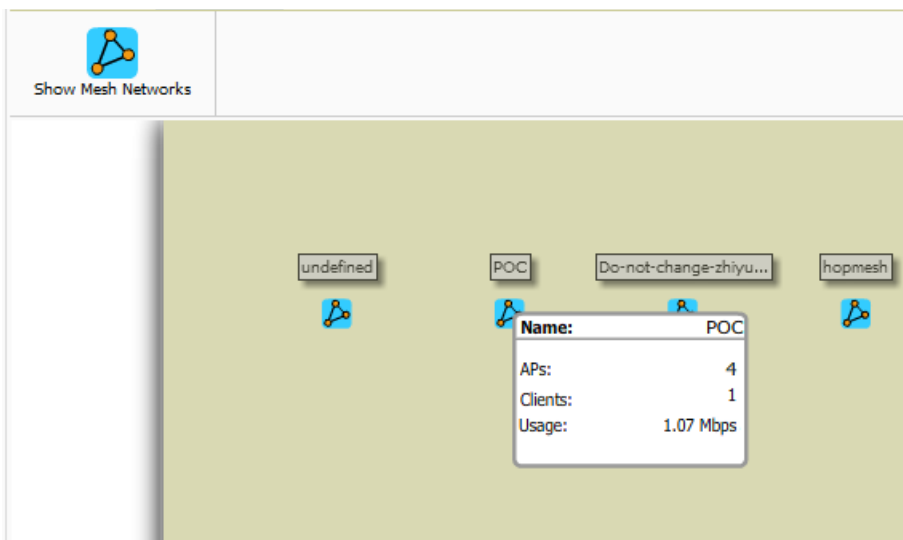 Show Mesh Networks
undefined
POC
Do-not-change-zhiyu...
hopmesh
Name: POC
APs: 4
Clients: 1
Usage: 1.07 Mbps